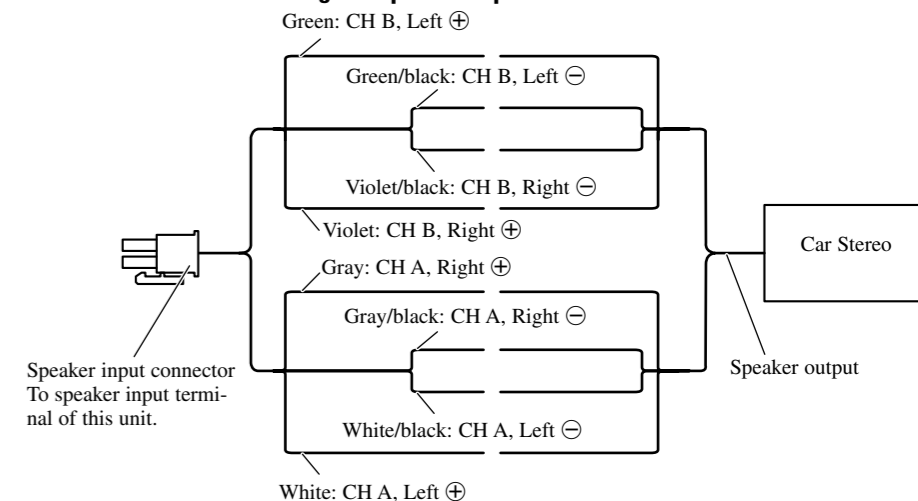 Green: CH B, Left ⊕
Green/black: CH B, Left ⊖
Violet/black: CH B, Right ⊖
Violet: CH B, Right ⊕
Gray: CH A, Right ⊕
Gray/black: CH A, Right ⊖
White/black: CH A, Left ⊖
White: CH A, Left ⊕
Speaker input connector
To speaker input termi-
nal of this unit.
Car Stereo
Speaker output